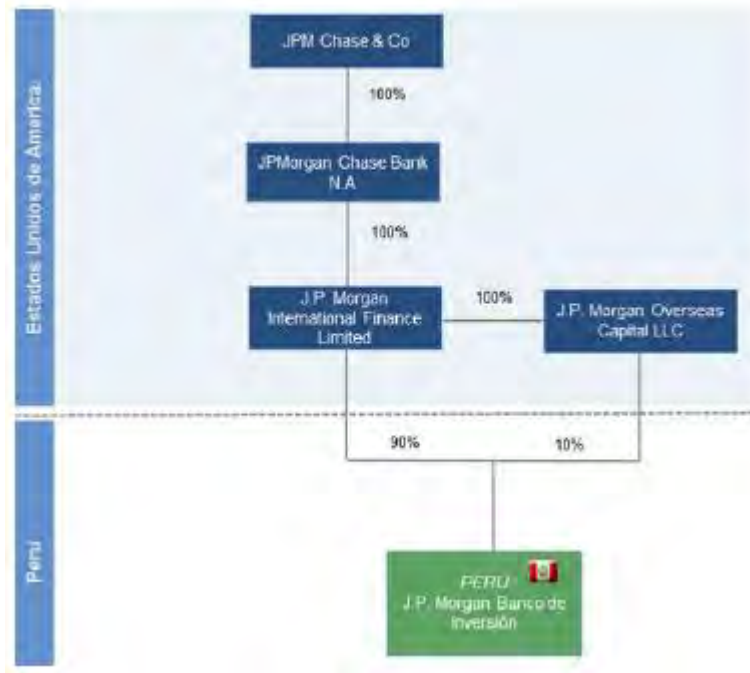 Estados Unidos de America
JPM Chase & Co
100%
JPMorgan Chase Bank
N.A
100%
J.P. Morgan
International Finance
Limited
100%
J.P. Morgan Overseas
Capital LLC
90%
10%
Perú
PERU
J.P. Morgan Banco de
Inversión